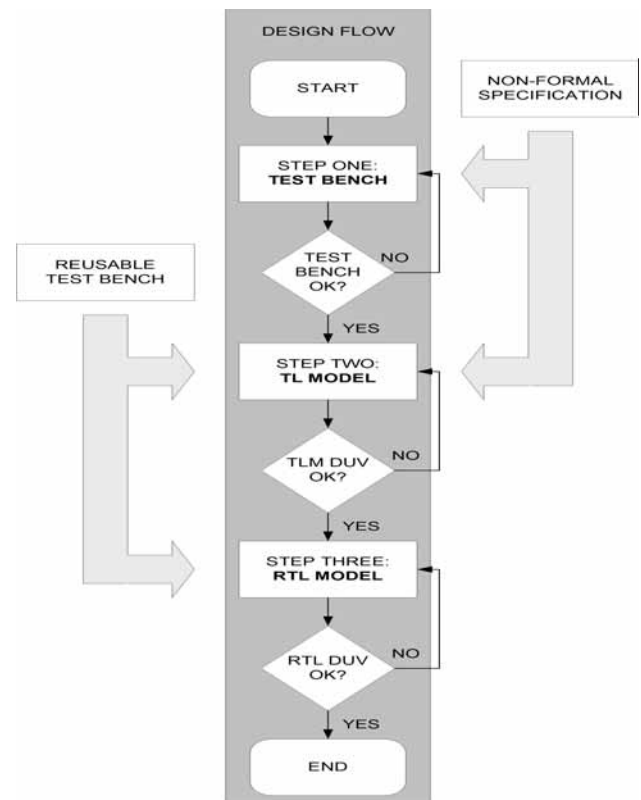 DESIGN FLOW
START
NON-FORMAL
SPECIFICATION
STEP ONE:
TEST BENCH
TEST
BENCH
OK?
NO
REUSABLE
TEST BENCH
YES
STEP TWO:
TL MODEL
TLM DUV
OK?
NO
YES
STEP THREE:
RTL MODEL
RTL DUV
OK?
NO
YES
END